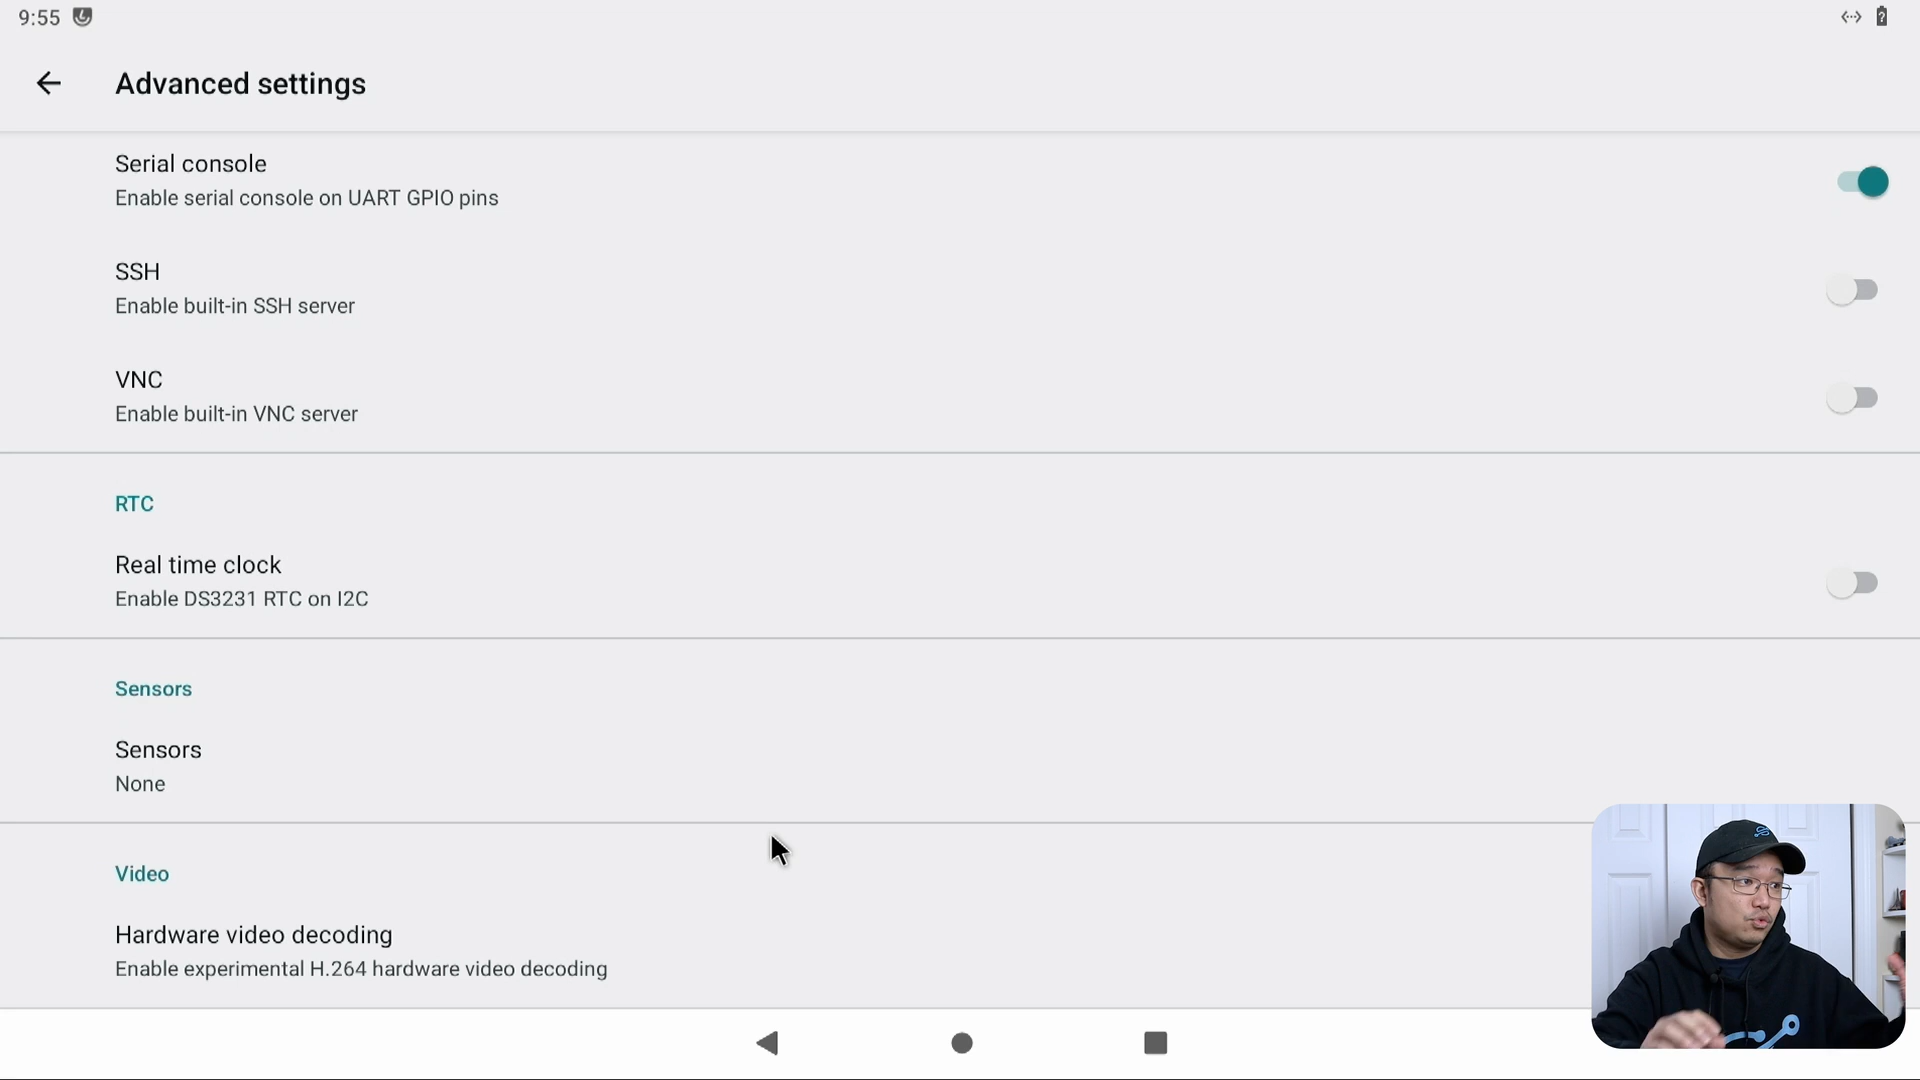 9:55
Advanced settings
Serial console
Enable serial console on UART GPIO pins
SSH
Enable built-in SSH server
VNC
Enable built-in VNC server
RTC
Real time clock
Enable DS3231 RTC on I2C
Sensors
Sensors
None
Video
Hardware video decoding
Enable experimental H.264 hardware video decoding